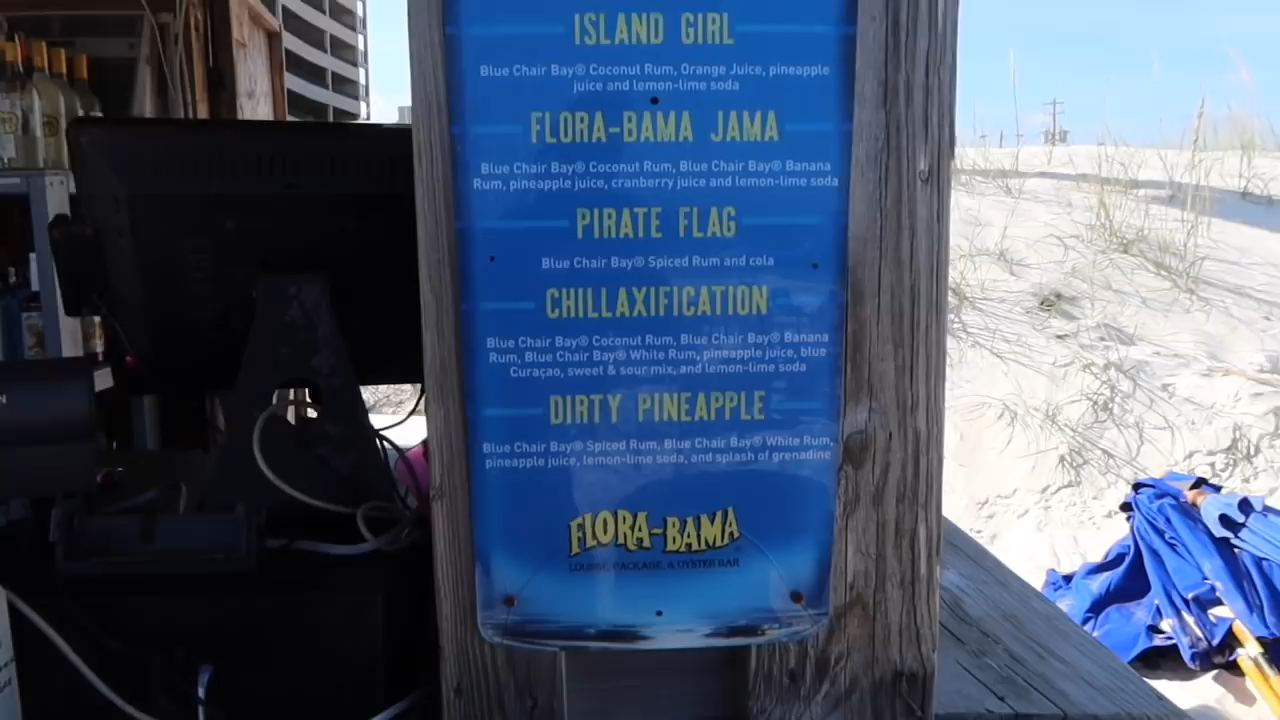 ISLAND GIRL
Blue Chair Bay® Coconut Rum, Orange Juice, pineapple
juice and lemon-lime soda
FLORA-BAMA JAMA
Blue Chair Bay® Coconut Rum, Blue Chair Bay® Banana
Rum, pineapple juice, cranberry juice and lemon-lime soda
PIRATE FLAG
Blue Chair Bay® Spiced Rum and cola
CHILLAXIFICATION
Blue Chair Bay® Coconut Rum, Blue Chair Bay® Banana
Rum, Blue Chair Bay® White Rum, pineapple juice, blue
Curaçao, sweet & sour mix, and lemon-lime soda
DIRTY PINEAPPLE
Blue Chair Bay® Spiced Rum, Blue Chair Bay® White Rum,
pineapple juice, lemon-lime soda, and splash of grenadine
FLORA-BAMA
LOUNGE, PACKAGE, & OYSTER BAR